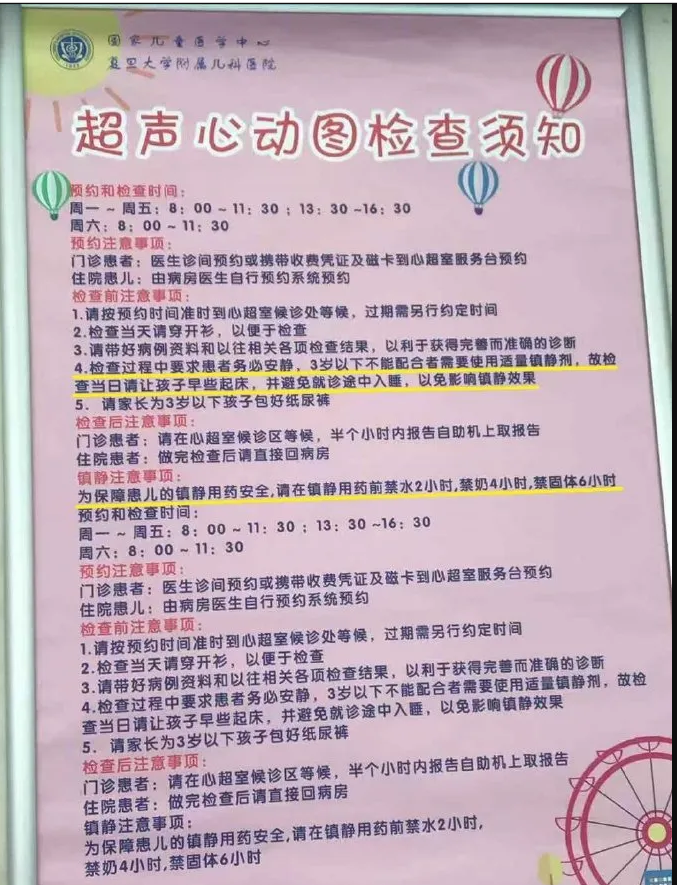 国家儿童医学中心
复旦大学附属儿科医院
超声心动图检查须知
预约和检查时间：
周一 ~ 周五：8：00 ~ 11：30 ；13：30 ~16：30
周六：8：00 ~ 11：30
预约注意事项：
门诊患者：医生诊间预约或携带收费凭证及磁卡到心超室服务台预约
住院患儿：由病房医生自行预约系统预约
检查前注意事项：
1.请按预约时间准时到心超室候诊处等候，过期需另行约定时间
2.检查当天请穿开衫，以便于检查
3.请带好病例资料和以往相关各项检查结果，以利于获得完善而准确的诊断
4.检查过程中要求患者务必安静，3岁以下不能配合者需要使用适量镇静剂，故检
查当日请让孩子早些起床，并避免就诊途中入睡，以免影响镇静效果
5．请家长为3岁以下孩子包好纸尿裤
检查后注意事项：
门诊患者：请在心超室候诊区等候，半个小时内报告自助机上取报告
住院患者：做完检查后请直接回病房
镇静注意事项：
为保障患儿的镇静用药安全,请在镇静用药前禁水2小时,禁奶4小时,禁固体6小时
预约和检查时间：
周一 ~ 周五：8：00 ~ 11：30 ；13：30 ~16：30
周六：8：00 ~ 11：30
预约注意事项：
门诊患者：医生诊间预约或携带收费凭证及磁卡到心超室服务台预约
住院患儿：由病房医生自行预约系统预约
检查前注意事项：
1.请按预约时间准时到心超室候诊处等候，过期需另行约定时间
2.检查当天请穿开衫，以便于检查
3.请带好病例资料和以往相关各项检查结果，以利于获得完善而准确的诊断
4.检查过程中要求患者务必安静，3岁以下不能配合者需要使用适量镇静剂，故检
查当日请让孩子早些起床，并避免就诊途中入睡，以免影响镇静效果
5．请家长为3岁以下孩子包好纸尿裤
检查后注意事项：
门诊患者：请在心超室候诊区等候，半个小时内报告自助机上取报告
住院患者：做完检查后请直接回病房
镇静注意事项：
为保障患儿的镇静用药安全,请在镇静用药前禁水2小时,
禁奶4小时,禁固体6小时